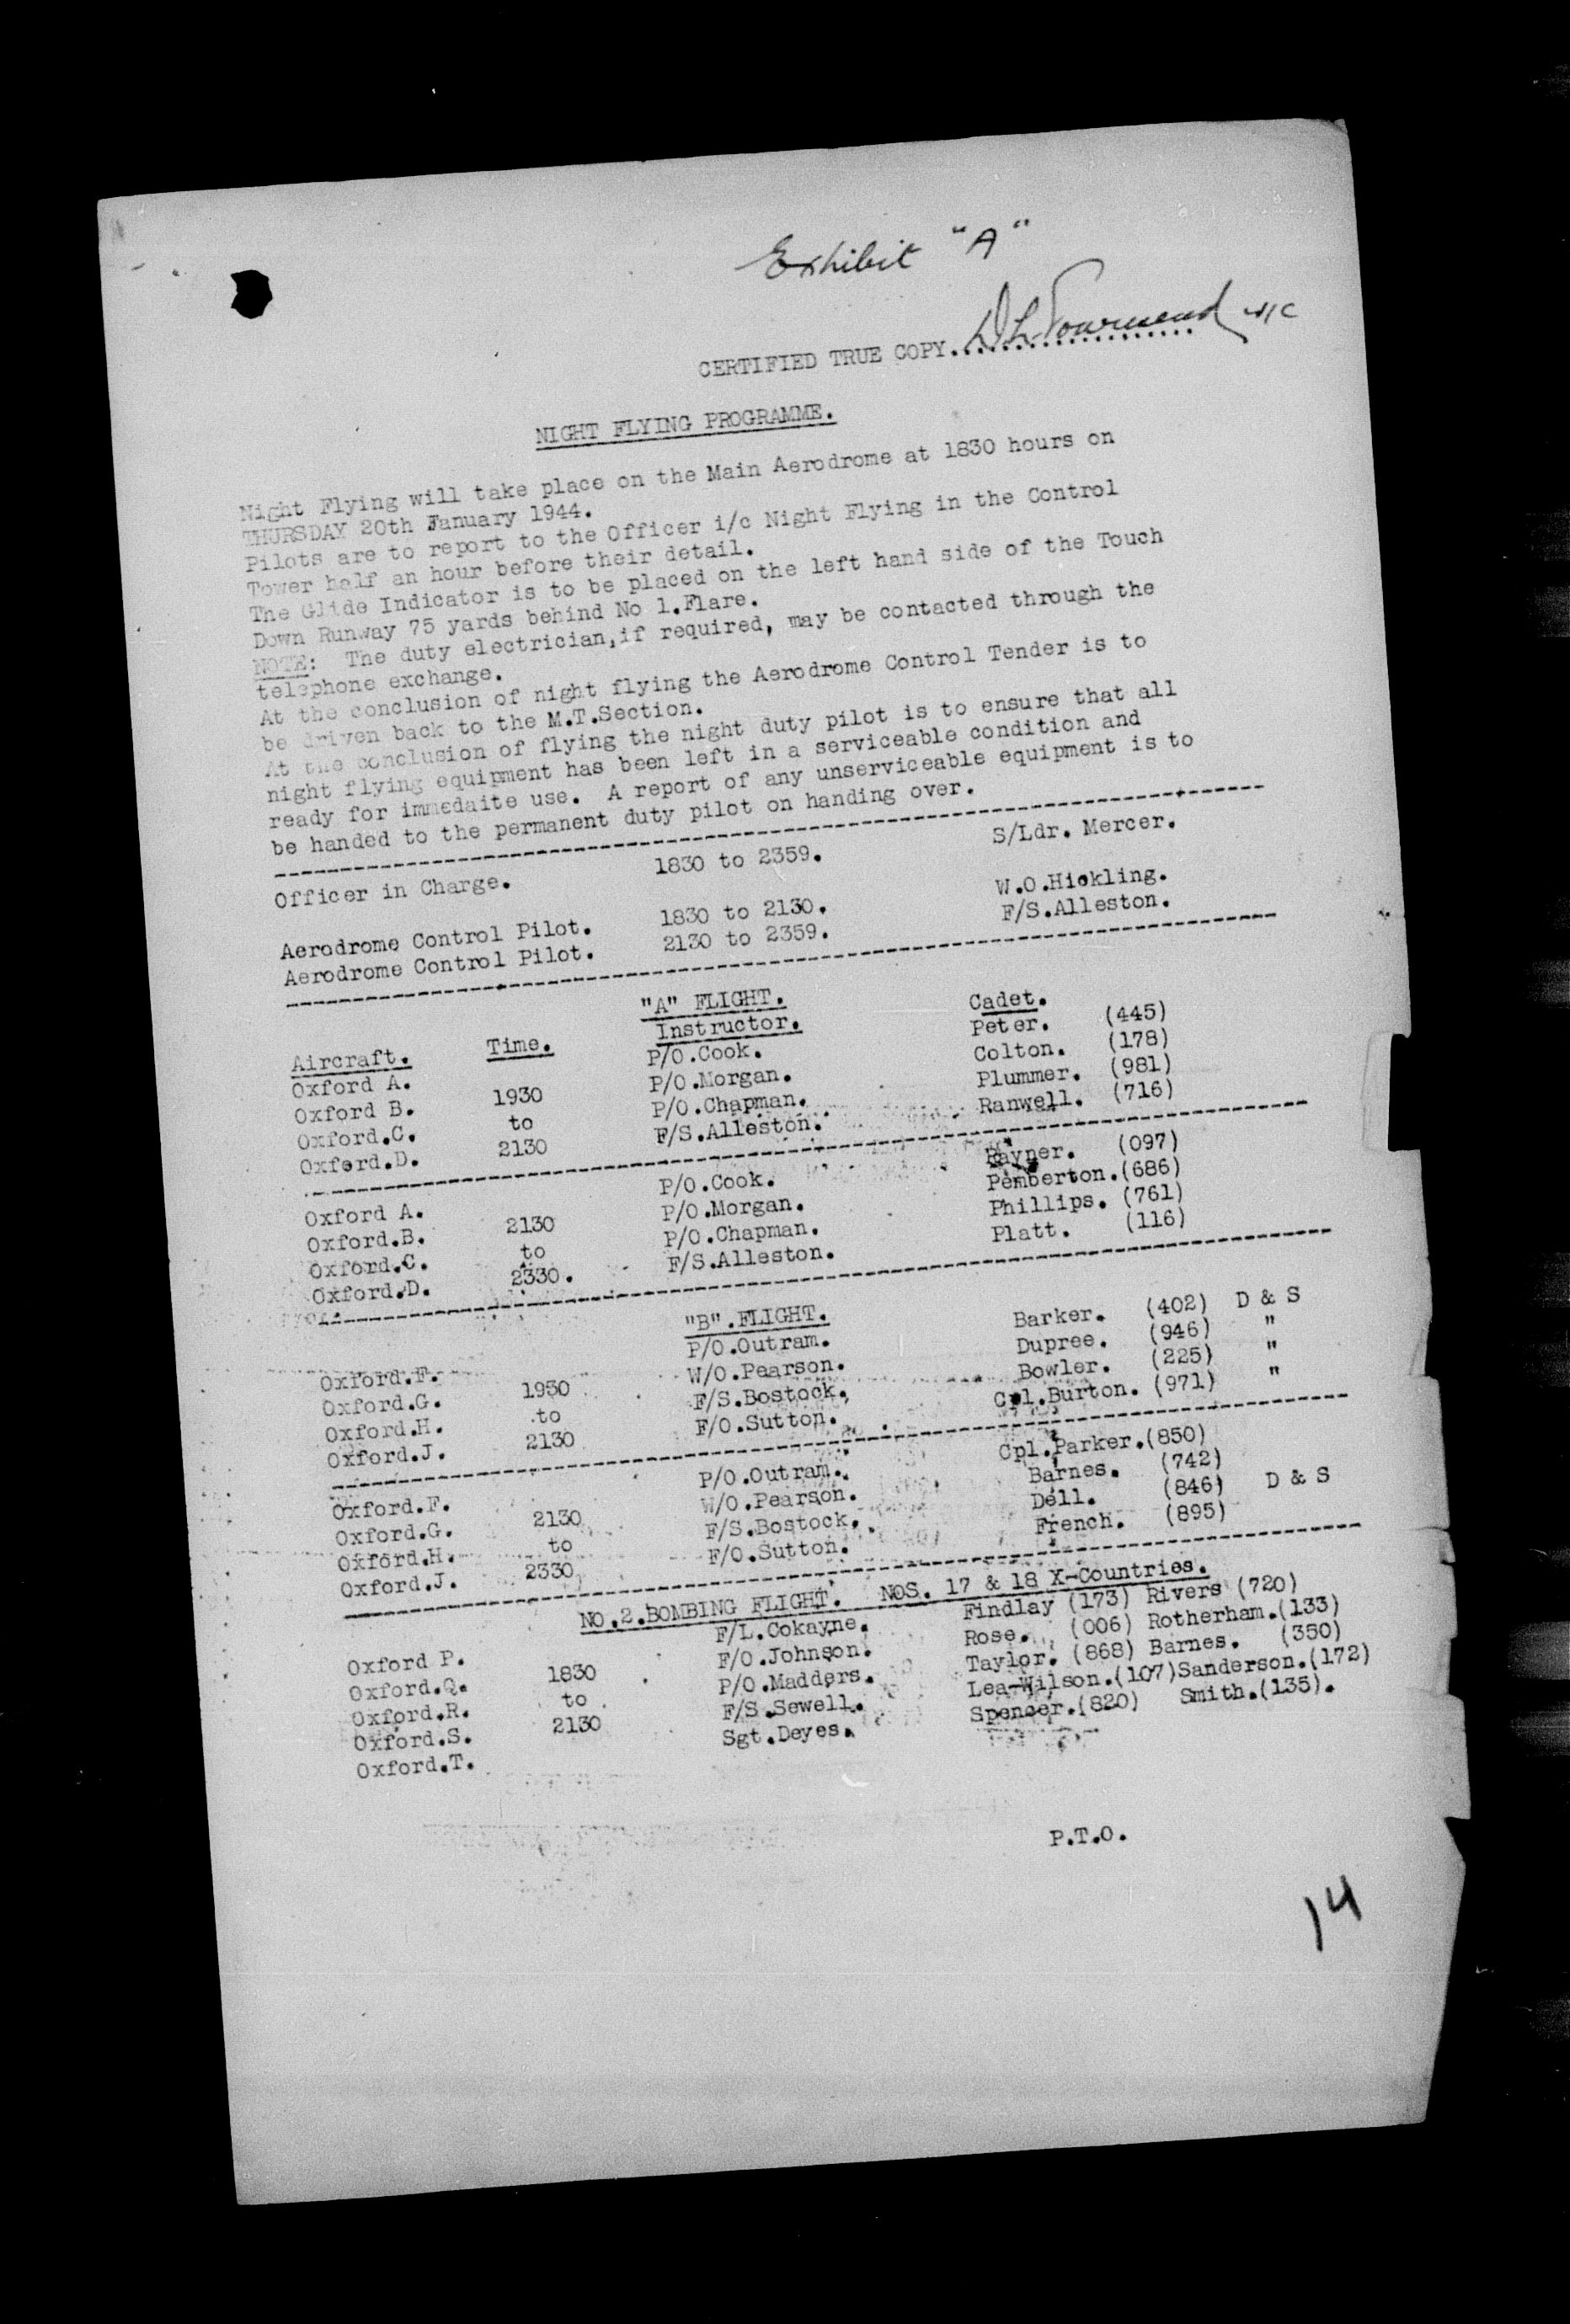 Exhibit "A"
CERTIFIED TRUE COPY. D L Townsend W/C
NIGHT FLYING PROGRAMME.
Night Flying will take place on the Main Aerodrome at 1830 hours on
THURSDAY 20th January 1944.
Pilots are to report to the Officer i/c Night Flying in the Control
Tower half an hour before their detail.
The Glide Indicator is to be placed on the left hand side of the Touch
Down Runway 75 yards behind No 1.Flare.
NOTE: The duty electrician,if required, may be contacted through the
telephone exchange.
At the conclusion of night flying the Aerodrome Control Tender is to
be driven back to the M.T.Section.
At the conclusion of flying the night duty pilot is to ensure that all
night flying equipment has been left in a serviceable condition and
ready for immedaite use. A report of any unserviceable equipment is to
be handed to the permanent duty pilot on handing over.
Officer in Charge. 1830 to 2359. S/Ldr. Mercer.
Aerodrome Control Pilot. 1830 to 2130. W.O.Hickling.
Aerodrome Control Pilot. 2130 to 2359. F/S.Alleston.
"A" FLIGHT.
Aircraft. Time. Instructor. Cadet.
Oxford A. P/O.Cook. Peter. (445)
Oxford B. 1930 P/O.Morgan. Colton. (178)
Oxford.C. to P/O.Chapman. Plummer. (981)
Oxford.D. 2130 F/S.Alleston. Ranwell. (716)
Oxford A. P/O.Cook. Rayner. (097)
Oxford.B. 2130 P/O.Morgan. Pemberton.(686)
Oxford.C. to P/O.Chapman. Phillips. (761)
Oxford.D. 2330. F/S.Alleston. Platt. (116)
"B".FLIGHT.
Oxford.F. P/O.Outram. Barker. (402) D & S
Oxford.G. 1930 W/O.Pearson. Dupree. (946) "
Oxford.H. to F/S.Bostock. Bowler. (225) "
Oxford.J. 2130 F/O.Sutton. Cpl.Burton. (971) "
Oxford.F. P/O.Outram. Cpl.Parker.(850)
Oxford.G. 2130 W/O.Pearson. Barnes. (742)
Oxford.H. to F/S.Bostock. Dell. (846) D & S
Oxford.J. 2330 F/O.Sutton. French. (895)
NO.2.BOMBING FLIGHT. NOS. 17 & 18 X-Countries.
Oxford P. F/L.Cokayne. Findlay (173) Rivers (720)
Oxford.Q. 1830 F/O.Johnson. Rose. (006) Rotherham.(133)
Oxford.R. to P/O.Madders. Taylor. (868) Barnes. (350)
Oxford.S. 2130 F/S.Sewell. Lea-Wilson.(107)Sanderson.(172)
Oxford.T. Sgt.Deyes. Spencer.(820) Smith.(135).
P.T.O.
14